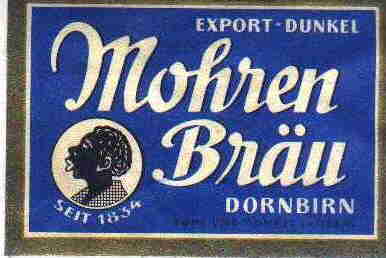 EXPORT-DUNKEL
Mohren
Bräu
SEIT 1834
DORNBIRN